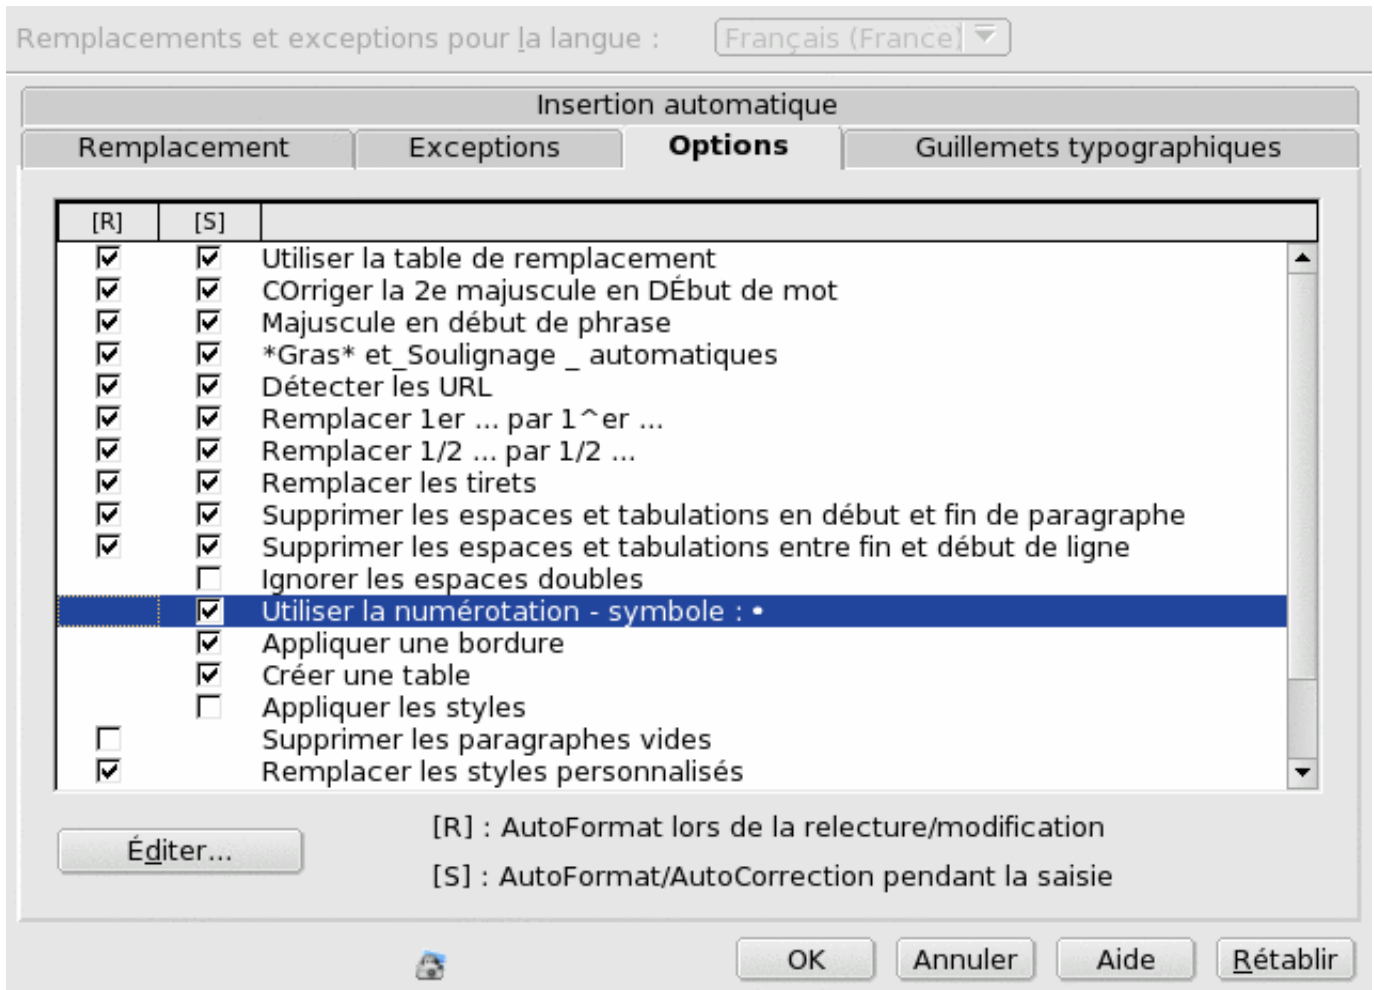 Remplacements et exceptions pour la langue : Français (France)
Insertion automatique
Remplacement Exceptions Options Guillemets typographiques
[R] [S]
Utiliser la table de remplacement
COrriger la 2e majuscule en DÉbut de mot
Majuscule en début de phrase
*Gras* et_Soulignage _ automatiques
Détecter les URL
Remplacer 1er ... par 1^er ...
Remplacer 1/2 ... par 1/2 ...
Remplacer les tirets
Supprimer les espaces et tabulations en début et fin de paragraphe
Supprimer les espaces et tabulations entre fin et début de ligne
Ignorer les espaces doubles
Utiliser la numérotation - symbole : •
Appliquer une bordure
Créer une table
Appliquer les styles
Supprimer les paragraphes vides
Remplacer les styles personnalisés
[R] : AutoFormat lors de la relecture/modification
Éditer...
[S] : AutoFormat/AutoCorrection pendant la saisie
OK Annuler Aide Rétablir